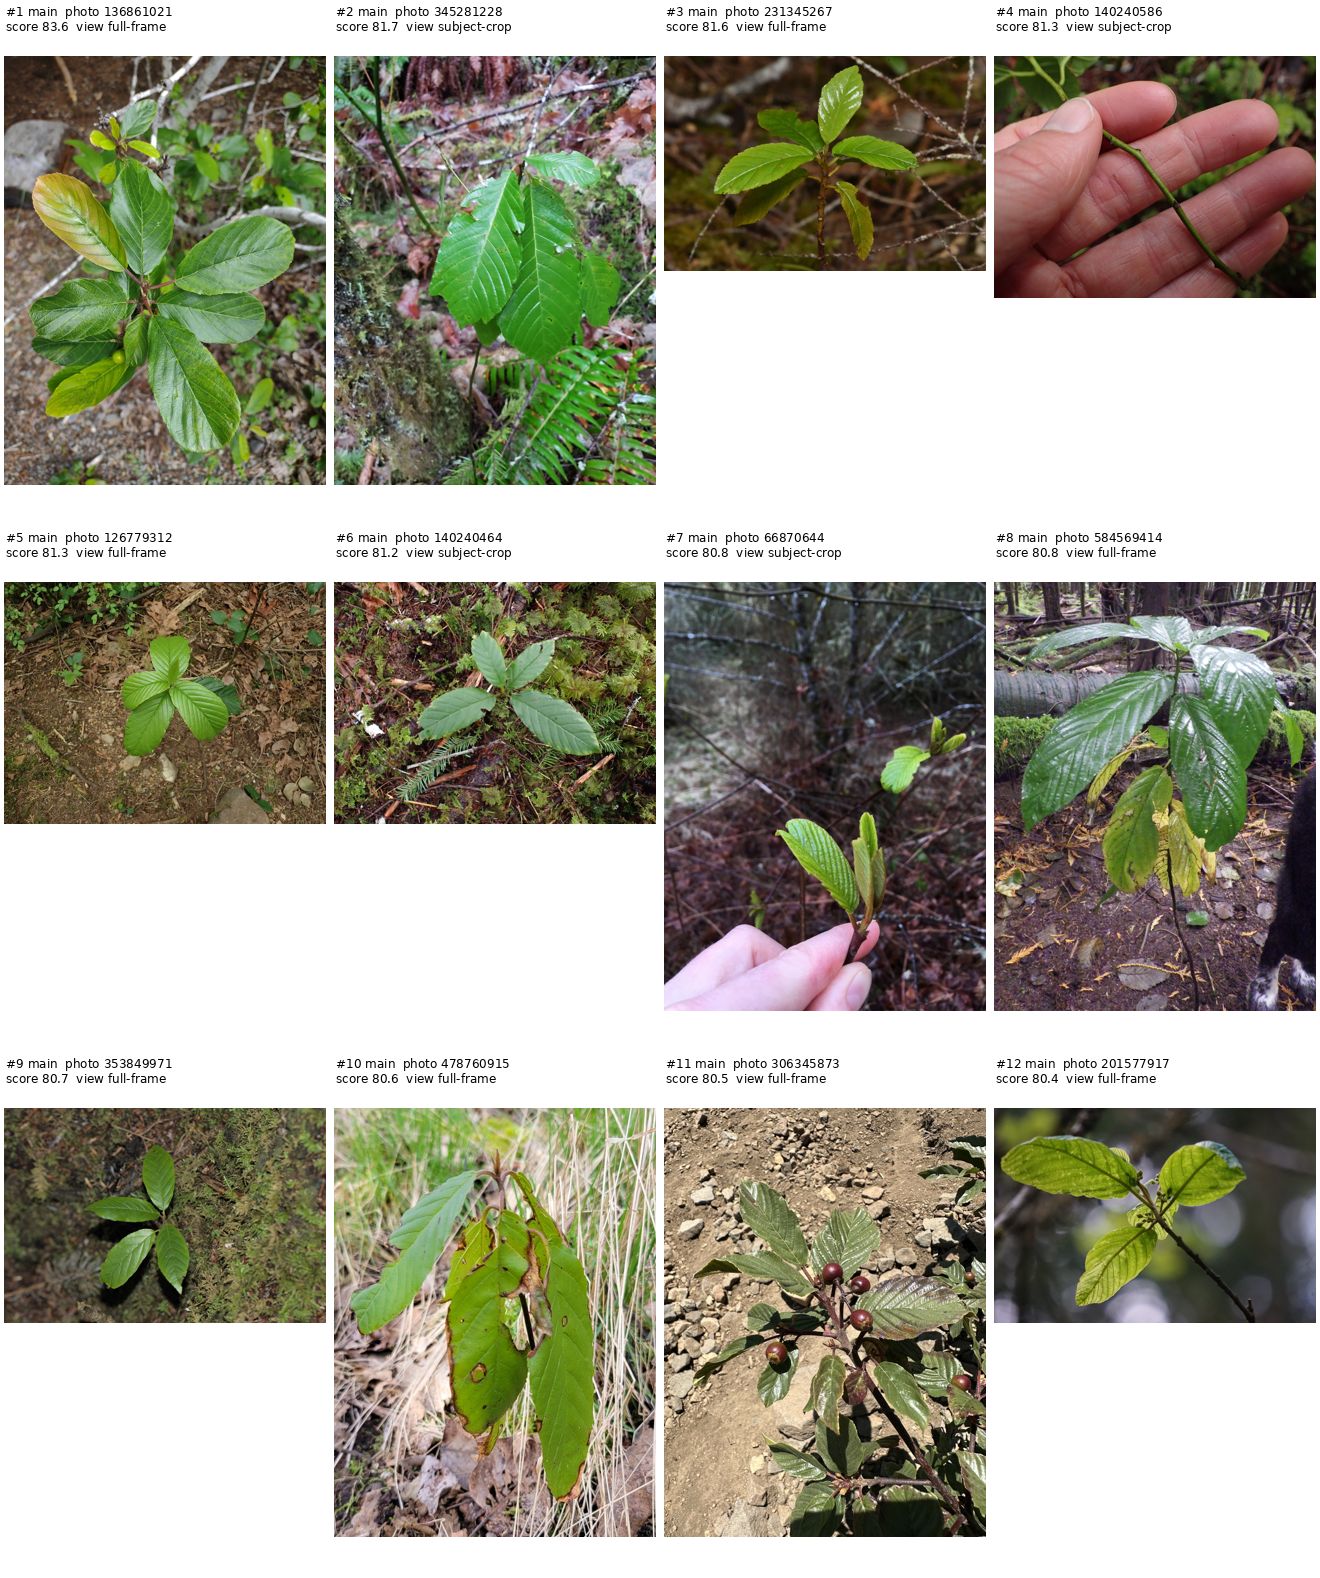 #1 main photo 136861021
score 83.6 view full-frame
#2 main photo 345281228
score 81.7 view subject-crop
#3 main photo 231345267
score 81.6 view full-frame
#4 main photo 140240586
score 81.3 view subject-crop
#5 main photo 126779312
score 81.3 view full-frame
#6 main photo 140240464
score 81.2 view subject-crop
#7 main photo 66870644
score 80.8 view subject-crop
#8 main photo 584569414
score 80.8 view full-frame
#9 main photo 353849971
score 80.7 view full-frame
#10 main photo 478760915
score 80.6 view full-frame
#11 main photo 306345873
score 80.5 view full-frame
#12 main photo 201577917
score 80.4 view full-frame